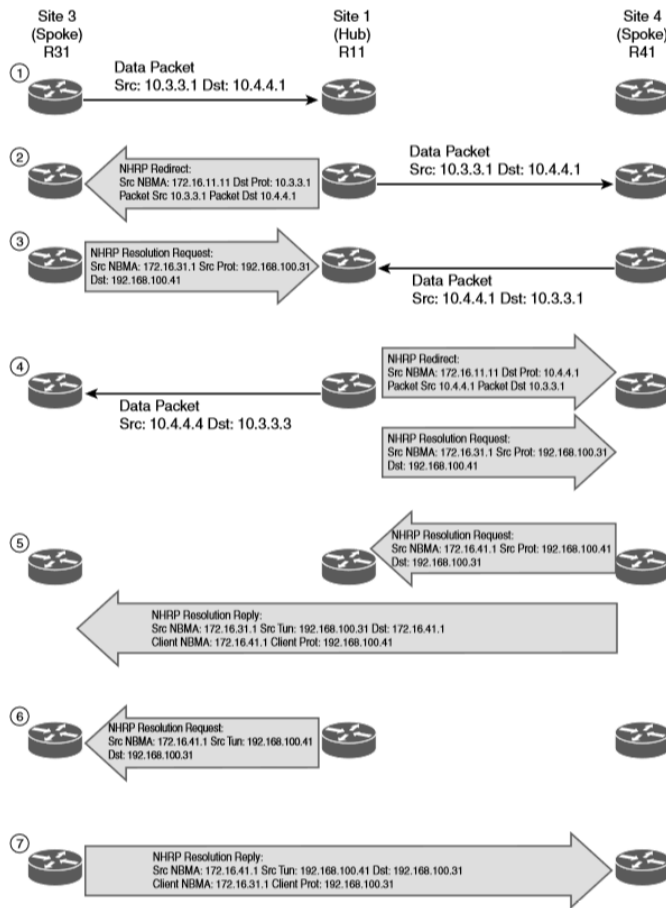 Site 3
(Spoke)
R31
Site 1
(Hub)
R11
Site 4
(Spoke)
R41
1
Data Packet
Src: 10.3.3.1 Dst: 10.4.4.1
2
NHRP Redirect:
Src NBMA: 172.16.11.11 Dst Prot: 10.3.3.1
Packet Src 10.3.3.1 Packet Dst 10.4.4.1
Data Packet
Src: 10.3.3.1 Dst: 10.4.4.1
3
NHRP Resolution Request:
Src NBMA: 172.16.31.1 Src Prot: 192.168.100.31
Dst: 192.168.100.41
Data Packet
Src: 10.4.4.1 Dst: 10.3.3.1
4
Data Packet
Src: 10.4.4.4 Dst: 10.3.3.3
NHRP Redirect:
Src NBMA: 172.16.11.11 Dst Prot: 10.4.4.1
Packet Src 10.4.4.1 Packet Dst 10.3.3.1
NHRP Resolution Request:
Src NBMA: 172.16.31.1 Src Prot: 192.168.100.31
Dst: 192.168.100.41
5
NHRP Resolution Request:
Src NBMA: 172.16.41.1 Src Prot: 192.168.100.41
Dst: 192.168.100.31
NHRP Resolution Reply:
Src NBMA: 172.16.31.1 Src Tun: 192.168.100.31 Dst: 172.16.41.1
Client NBMA: 172.16.41.1 Client Prot: 192.168.100.41
6
NHRP Resolution Request:
Src NBMA: 172.16.41.1 Src Tun: 192.168.100.41
Dst: 192.168.100.31
7
NHRP Resolution Reply:
Src NBMA: 172.16.41.1 Src Tun: 192.168.100.41 Dst: 192.168.100.31
Client NBMA: 172.16.31.1 Client Prot: 192.168.100.31